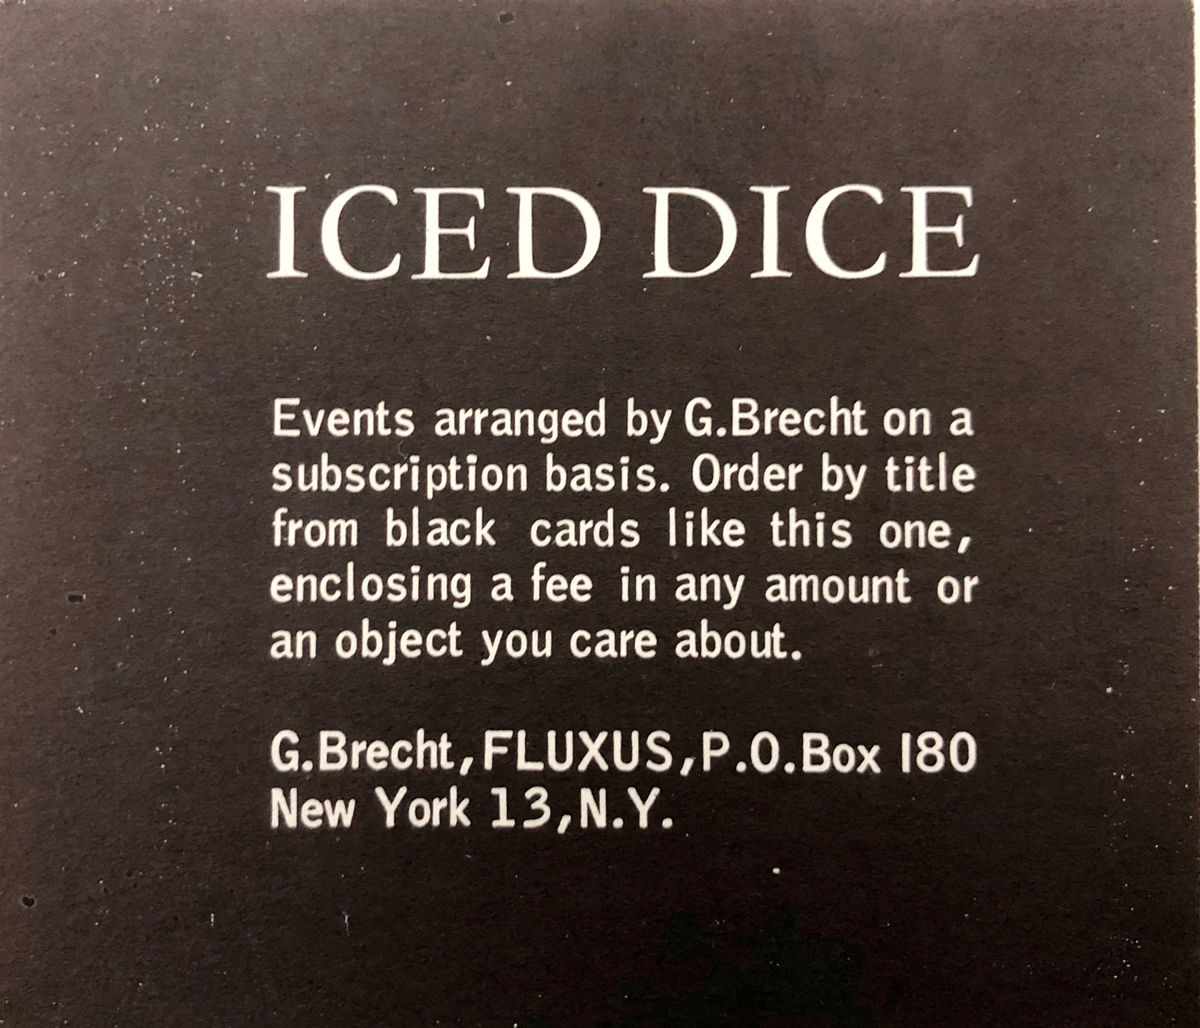 ICED DICE
Events arranged by G.Brecht on a
subscription basis. Order by title
from black cards like this one,
enclosing a fee in any amount or
an object you care about.
G.Brecht,FLUXUS,P.O.Box 180
New York 13,N.Y.